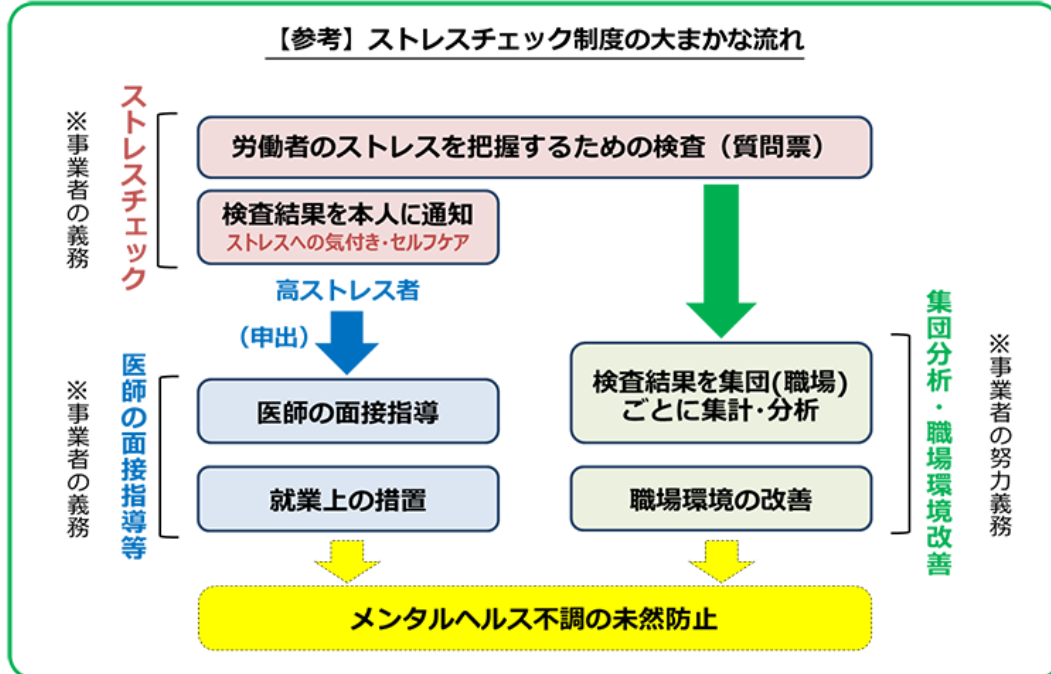 【参考】ストレスチェック制度の大まかな流れ
ストレスチェック
※事業者の義務
労働者のストレスを把握するための検査（質問票）
検査結果を本人に通知
ストレスへの気付き・セルフケア
高ストレス者
（申出）
医師の面接指導等
※事業者の義務
医師の面接指導
就業上の措置
検査結果を集団(職場)
ごとに集計・分析
職場環境の改善
集団分析・職場環境改善
※事業者の努力義務
メンタルヘルス不調の未然防止